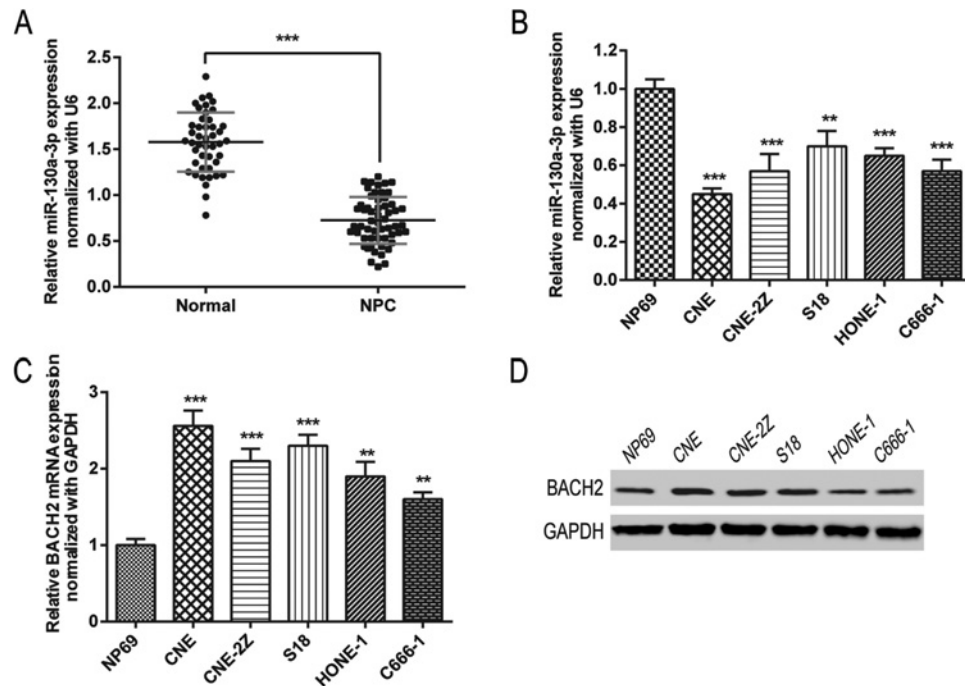 A
Relative miR-130a-3p expression
normalized with U6
2.5
2.0
1.5
1.0
0.5
0.0
***
Normal
NPC
B
Relative miR-130a-3p expression
normalized with U6
1.2
1.0
0.8
0.6
0.4
0.2
0.0
***
***
**
***
***
NP69
CNE
CNE-2Z
S18
HONE-1
C666-1
C
Relative BACH2 mRNA expression
normalized with GAPDH
3
2
1
0
***
***
***
**
**
NP69
CNE
CNE-2Z
S18
HONE-1
C666-1
D
NP69
CNE
CNE-2Z
S18
HONE-1
C666-1
BACH2
GAPDH